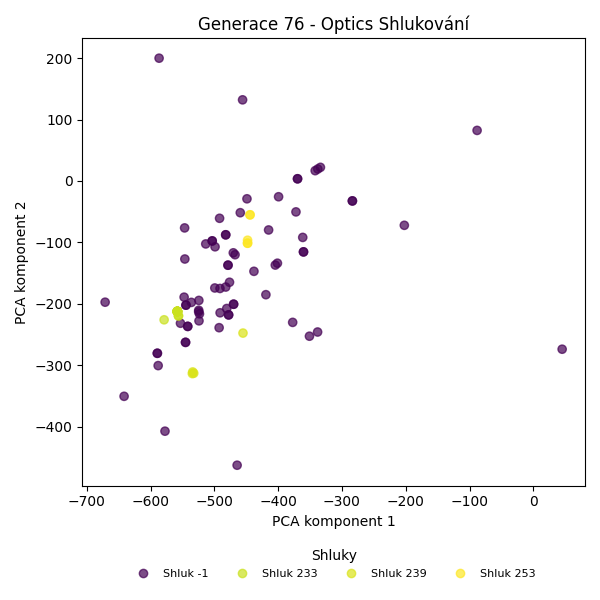 Generace 76 - Optics Shlukování
200
100
0
−100
−200
−300
−400
PCA komponent 2
−700 −600 −500 −400 −300 −200 −100 0
PCA komponent 1
Shluky
Shluk -1 Shluk 233 Shluk 239 Shluk 253